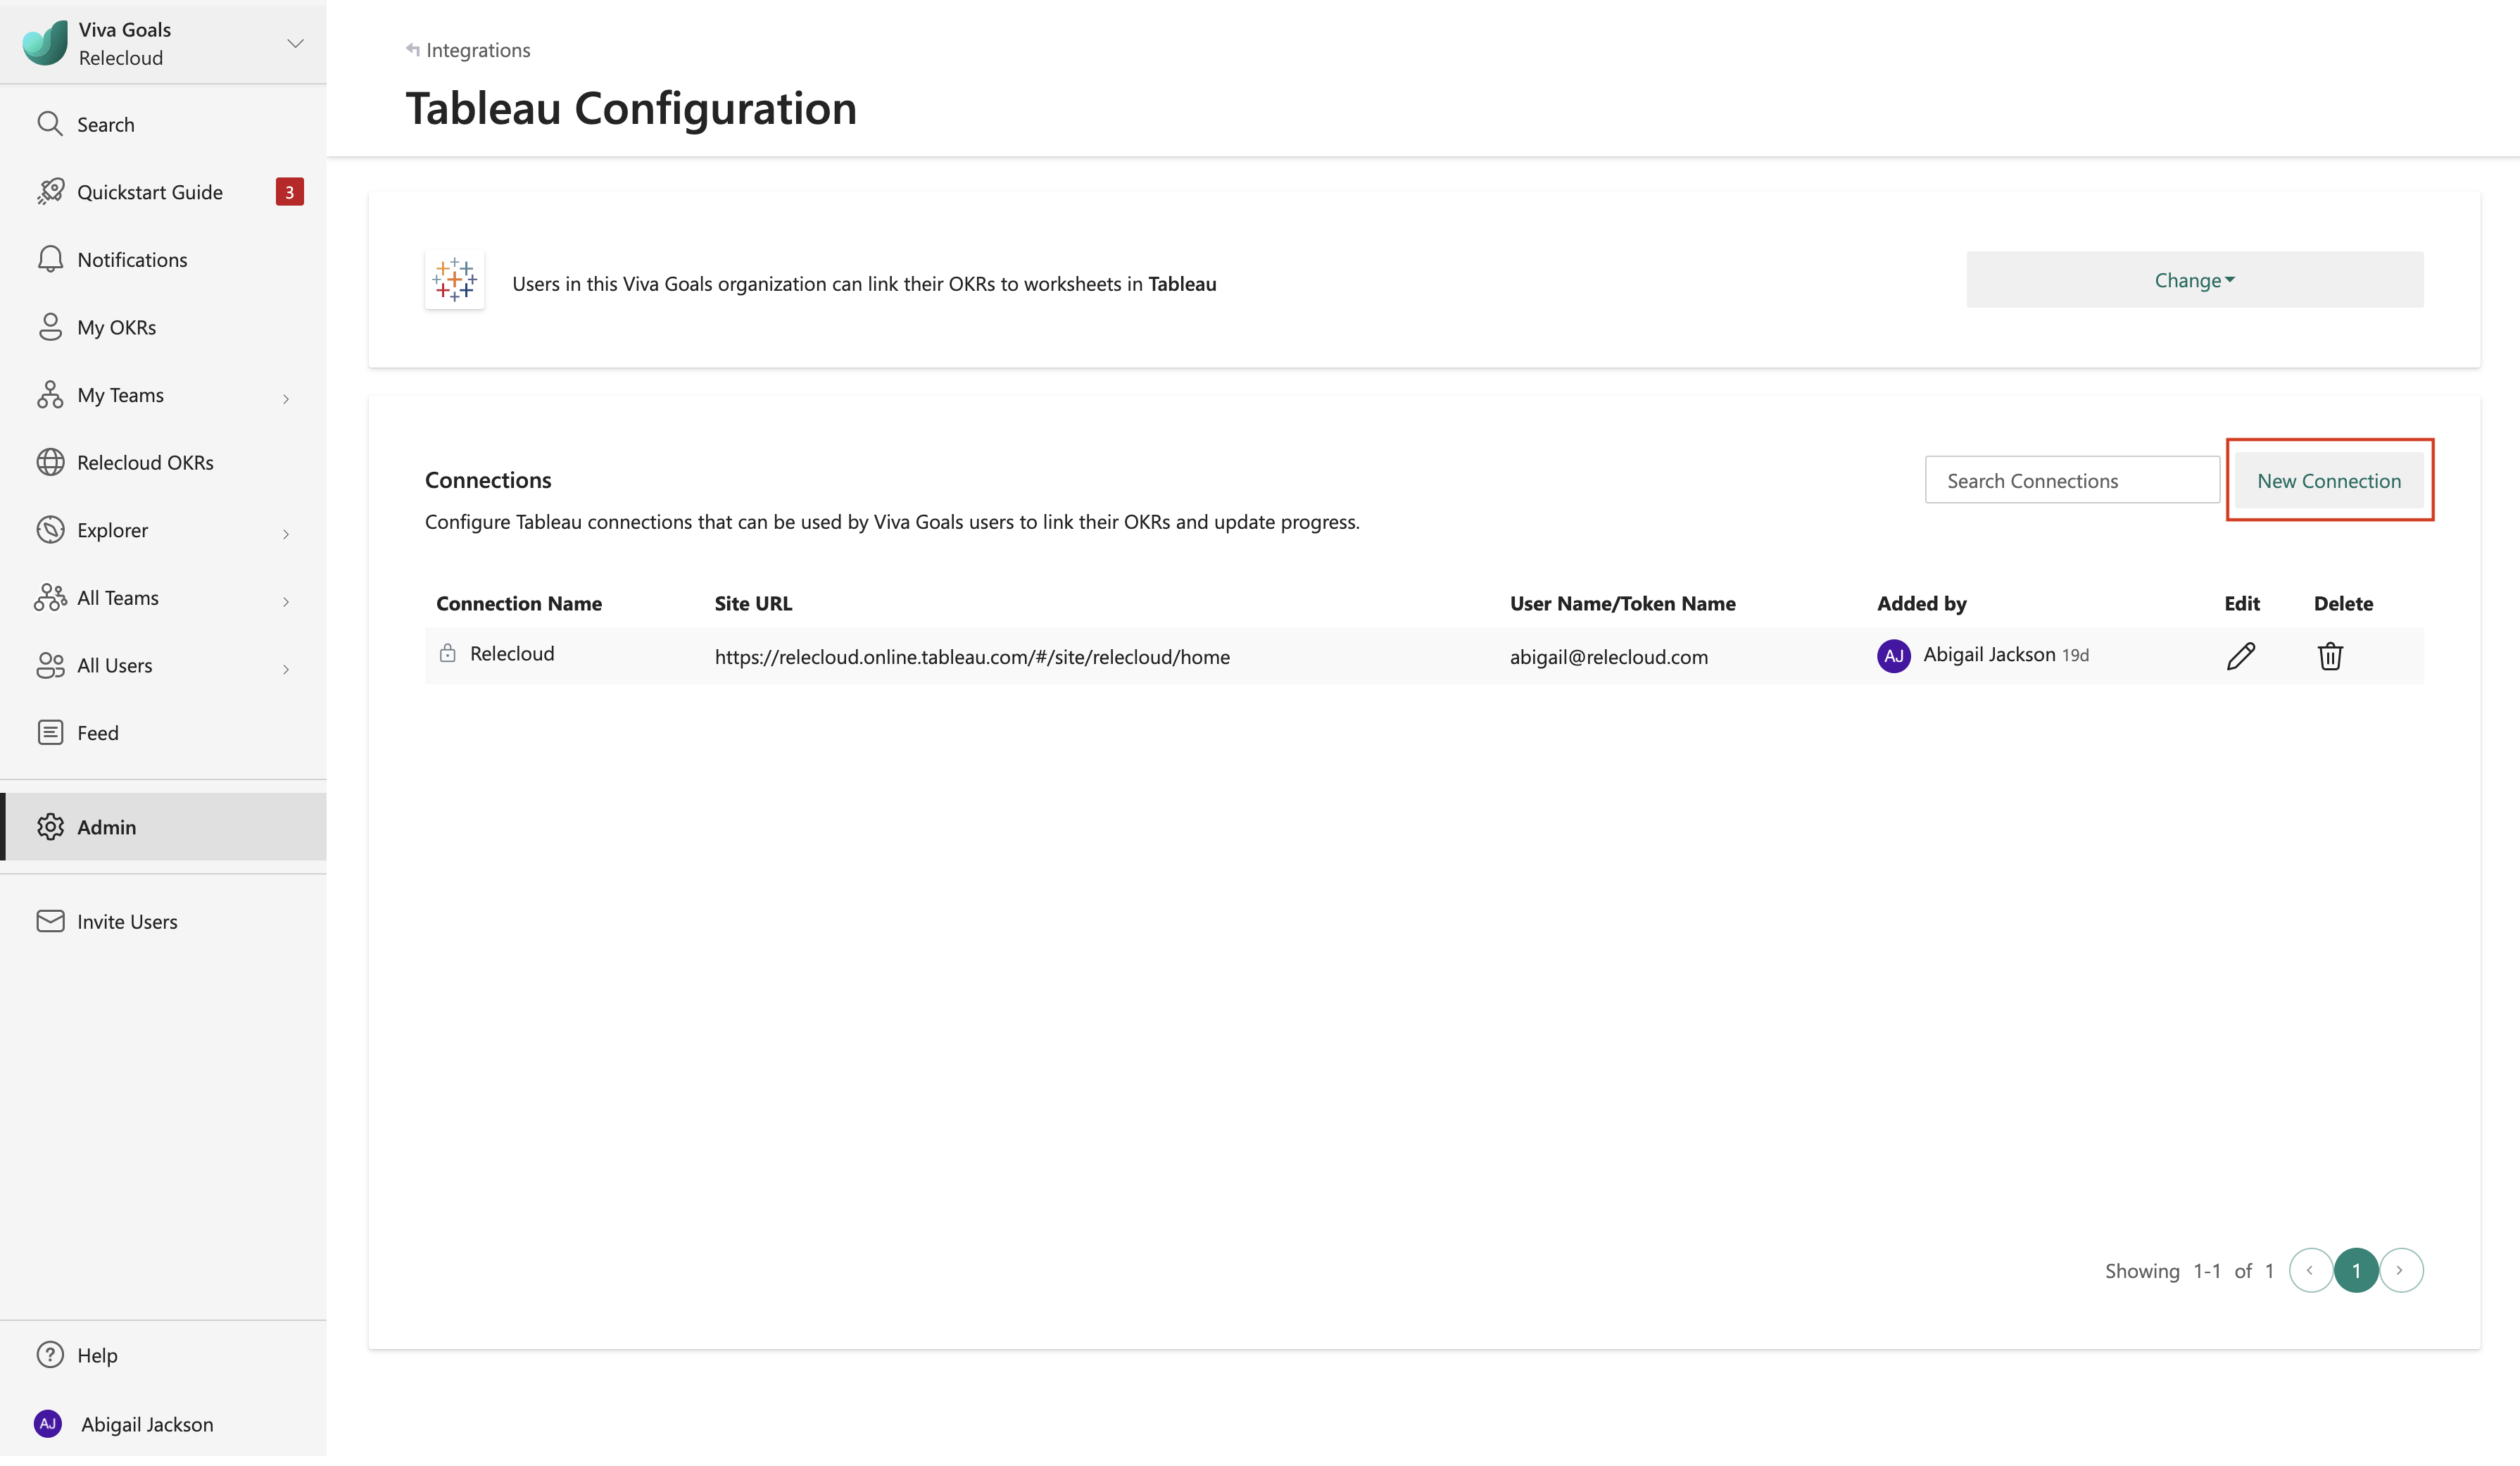 Viva Goals
Relecloud
Search
Quickstart Guide 3
Notifications
My OKRs
My Teams
Relecloud OKRs
Explorer
All Teams
All Users
Feed
Admin
Invite Users
Help
AJ Abigail Jackson
Integrations
Tableau Configuration
Users in this Viva Goals organization can link their OKRs to worksheets in Tableau
Change
Connections
Search Connections
New Connection
Configure Tableau connections that can be used by Viva Goals users to link their OKRs and update progress.
Connection Name Site URL User Name/Token Name Added by Edit Delete
Relecloud https://relecloud.online.tableau.com/#/site/relecloud/home abigail@relecloud.com AJ Abigail Jackson 19d
Showing 1-1 of 1 < 1 >